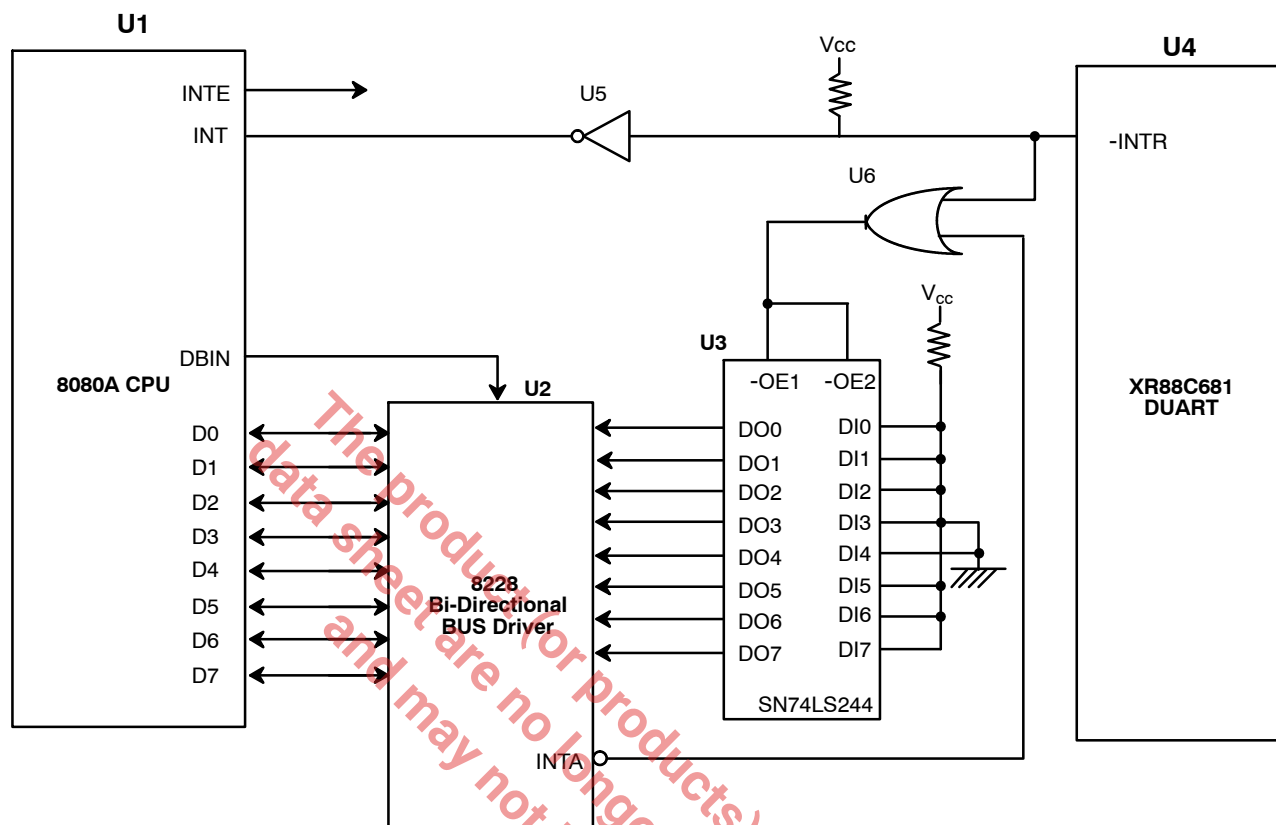 U1
U4
Vcc
U5
INTE
INT
-INTR
U6
Vcc
DBIN
U3
U2
8080A CPU
-OE1 -OE2
XR88C681
DUART
D0
D1
D2
D3
D4
D5
D6
D7
8228
Bi-Directional
BUS Driver
INTA
DO0 DI0
DO1 DI1
DO2 DI2
DO3 DI3
DO4 DI4
DO5 DI5
DO6 DI6
DO7 DI7
SN74LS244
The product (or products)
data sheet are no longe
and may not